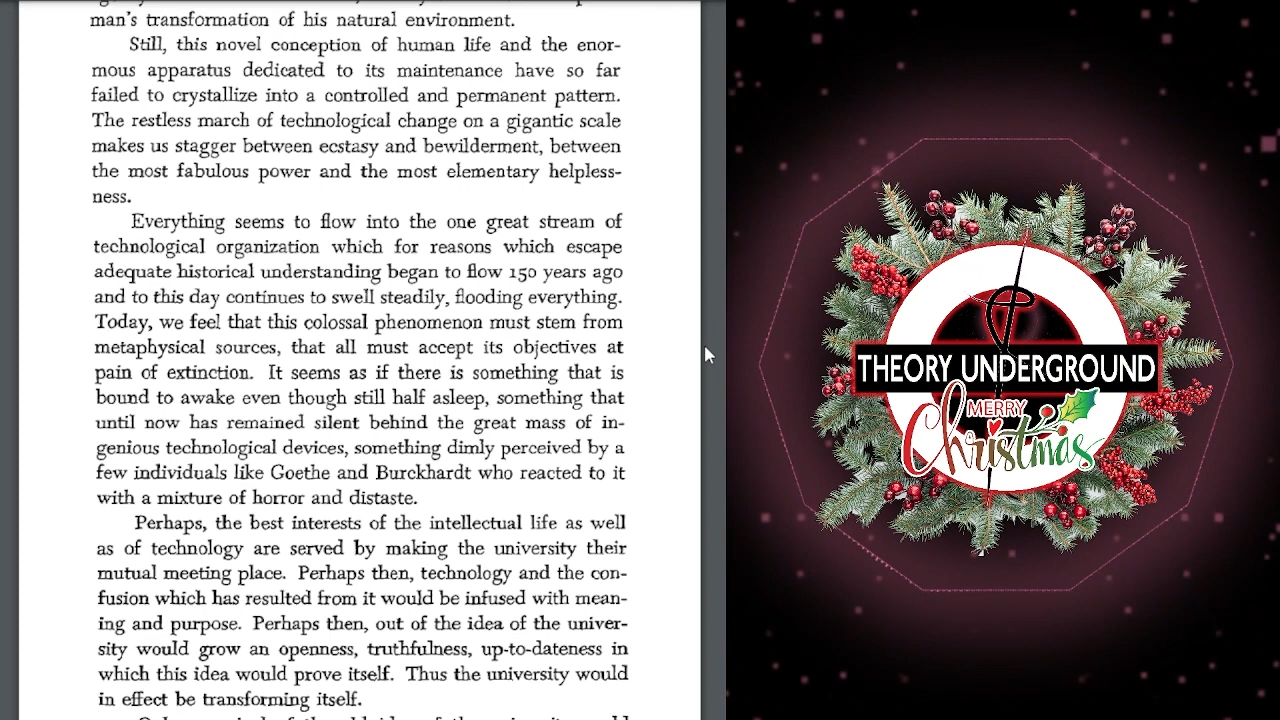 man's transformation of his natural environment.
Still, this novel conception of human life and the enor-
mous apparatus dedicated to its maintenance have so far
failed to crystallize into a controlled and permanent pattern.
The restless march of technological change on a gigantic scale
makes us stagger between ecstasy and bewilderment, between
the most fabulous power and the most elementary helpless-
ness.
Everything seems to flow into the one great stream of
technological organization which for reasons which escape
adequate historical understanding began to flow 150 years ago
and to this day continues to swell steadily, flooding everything.
Today, we feel that this colossal phenomenon must stem from
metaphysical sources, that all must accept its objectives at
pain of extinction. It seems as if there is something that is
bound to awake even though still half asleep, something that
until now has remained silent behind the great mass of in-
genious technological devices, something dimly perceived by a
few individuals like Goethe and Burckhardt who reacted to it
with a mixture of horror and distaste.
Perhaps, the best interests of the intellectual life as well
as of technology are served by making the university their
mutual meeting place. Perhaps then, technology and the con-
fusion which has resulted from it would be infused with mean-
ing and purpose. Perhaps then, out of the idea of the univer-
sity would grow an openness, truthfulness, up-to-dateness in
which this idea would prove itself. Thus the university would
in effect be transforming itself.
THEORY UNDERGROUND
MERRY
Christmas